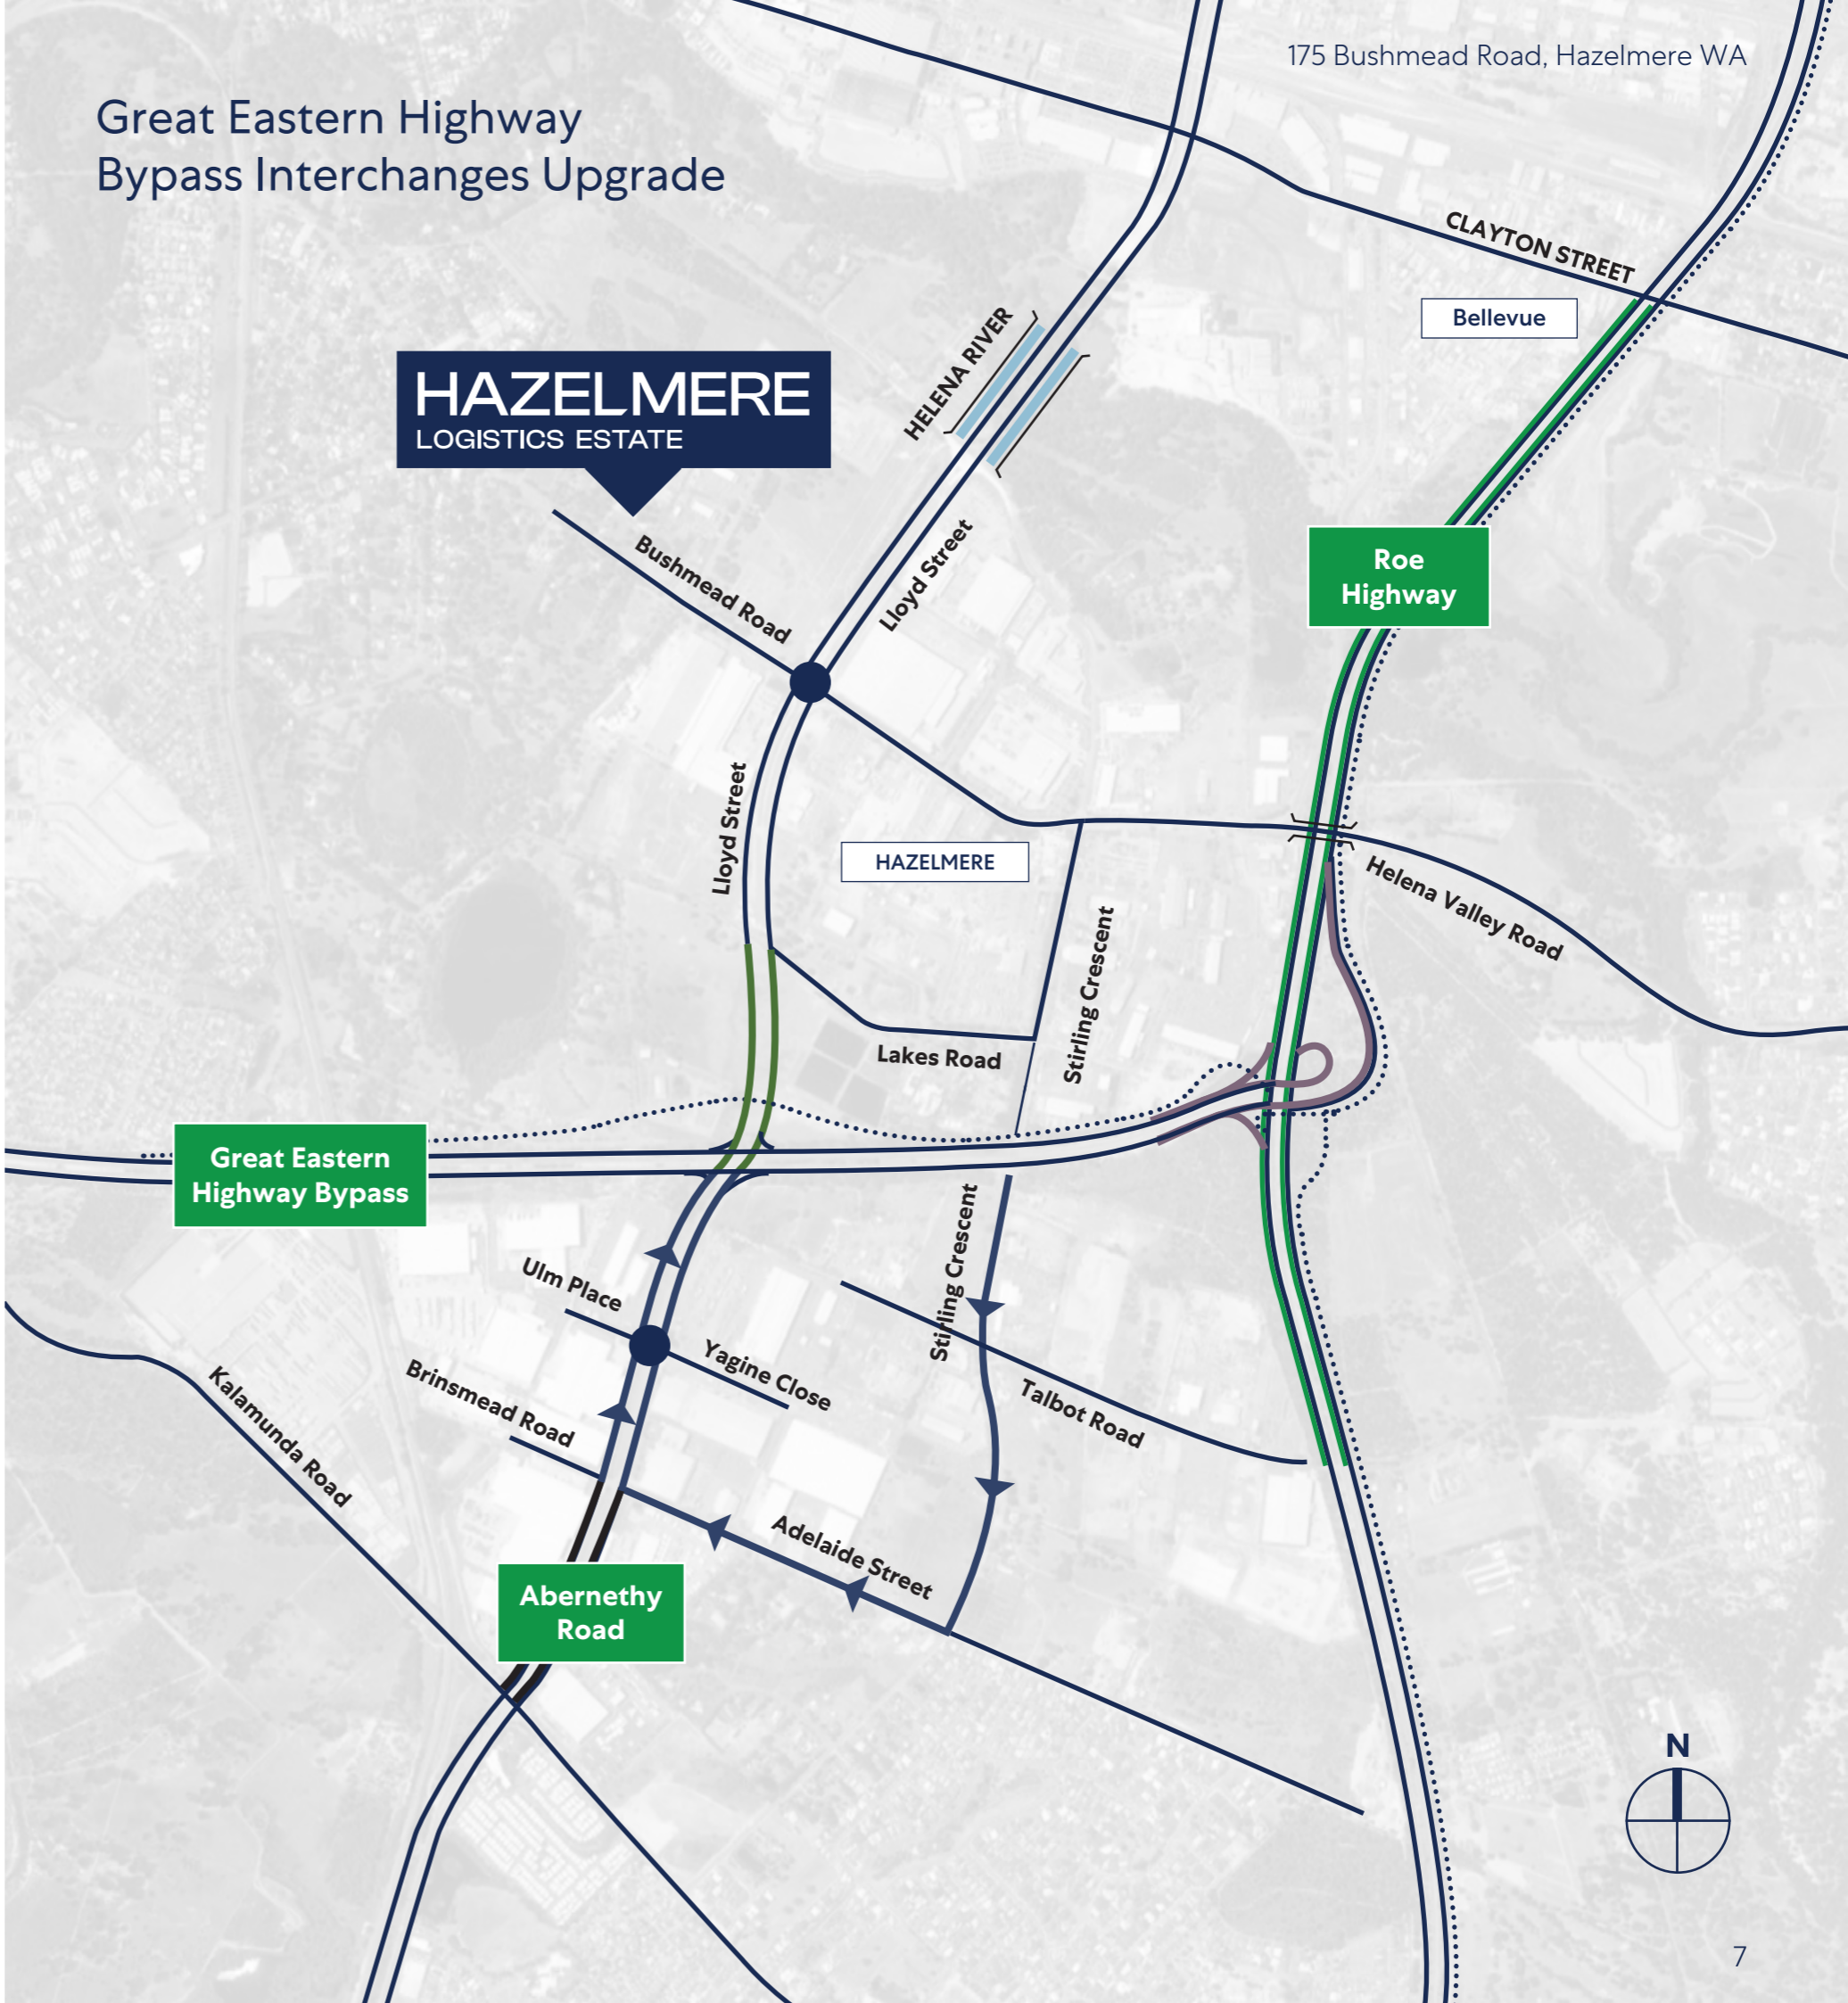 175 Bushmead Road, Hazelmere WA
Great Eastern Highway
Bypass Interchanges Upgrade
CLAYTON STREET
Bellevue
HELENA RIVER
HAZELMERE
LOGISTICS ESTATE
Bushmead Road
Lloyd Street
Roe
Highway
Lloyd Street
HAZELMERE
Helena Valley Road
Stirling Crescent
Lakes Road
Great Eastern
Highway Bypass
Stirling Crescent
Ulm Place
Yagine Close
Brinsmead Road
Kalamunda Road
Talbot Road
Adelaide Street
Abernethy
Road
N
7